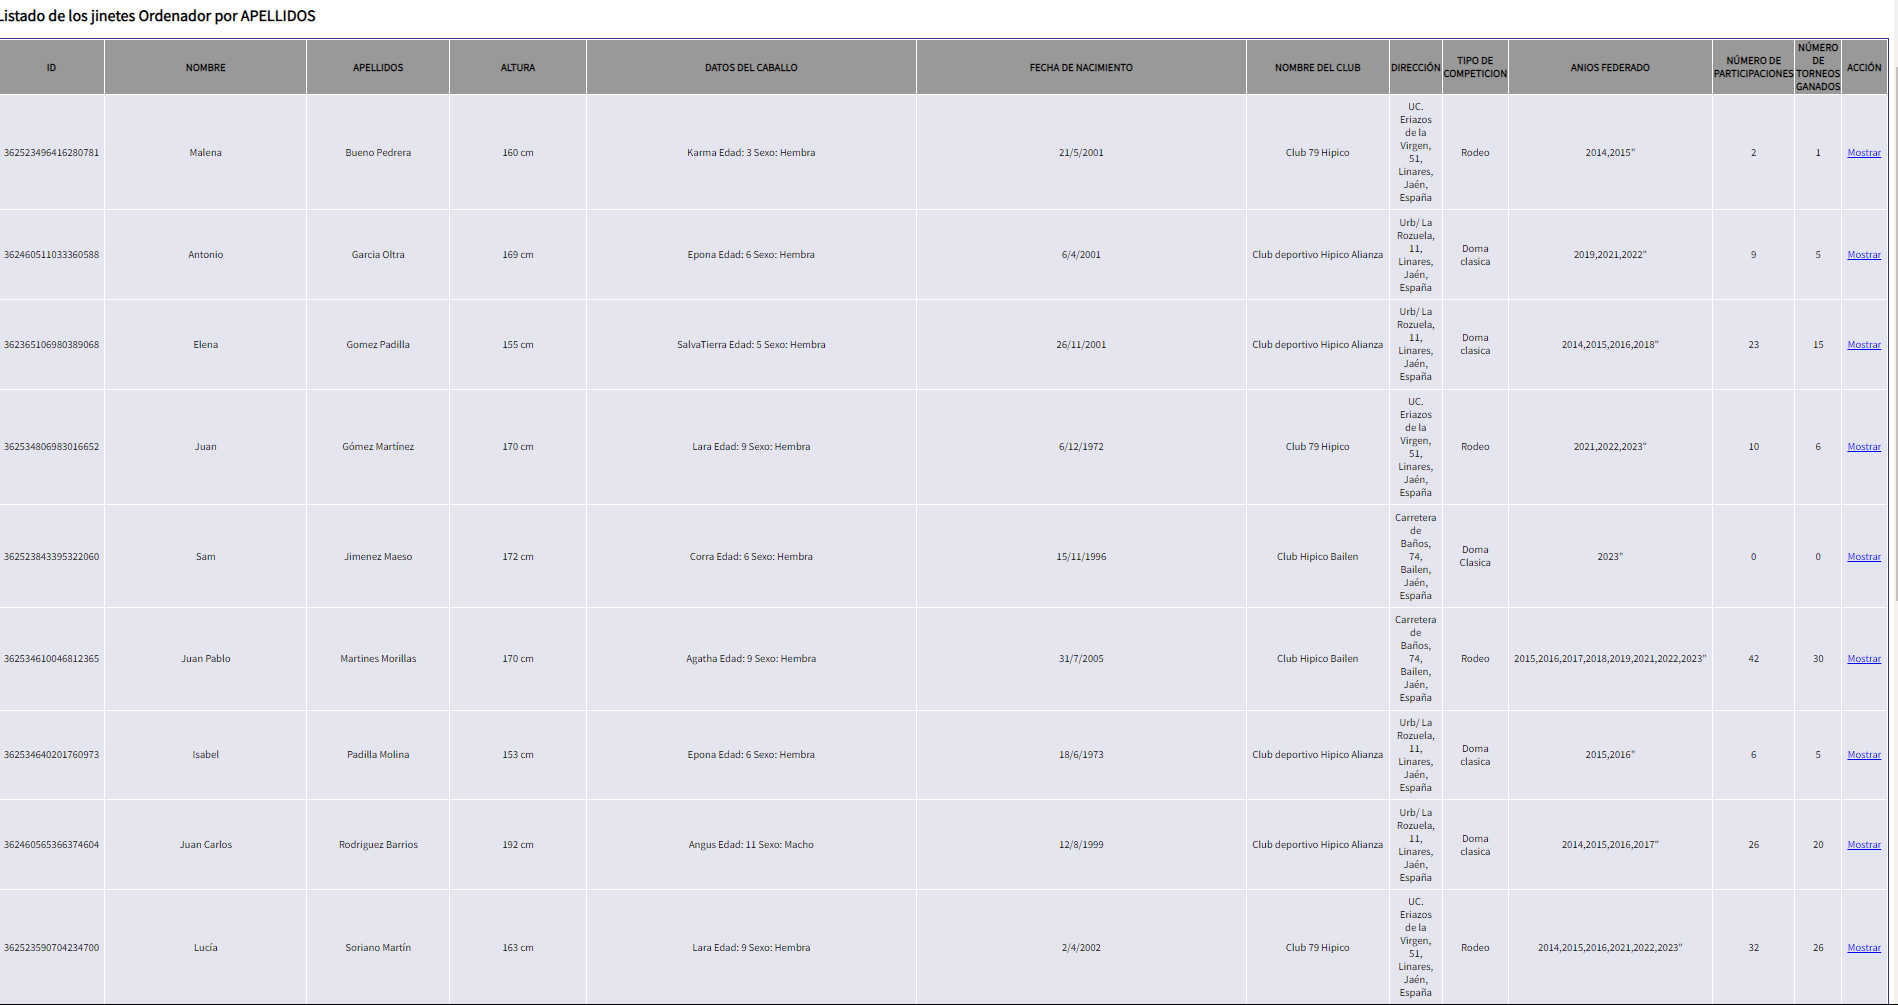 Listado de los jinetes Ordenador por APELLIDOS
ID NOMBRE APELLIDOS ALTURA DATOS DEL CABALLO FECHA DE NACIMIENTO NOMBRE DEL CLUB DIRECCIÓN TIPO DE COMPETICION ANIOS FEDERADO NÚMERO DE PARTICIPACIONES NÚMERO DE TORNEOS GANADOS ACCIÓN
362523496416280781 Malena Bueno Pedrera 160 cm Karma Edad: 3 Sexo: Hembra 21/5/2001 Club 79 Hipico UC. Eriazos de la Virgen, 51, Linares, Jaén, España Rodeo 2014,2015" 2 1 Mostrar
362460511033360588 Antonio Garcia Oltra 169 cm Epona Edad: 6 Sexo: Hembra 6/4/2001 Club deportivo Hipico Alianza Urb/ La Rozuela, 11, Linares, Jaén, España Doma clasica 2019,2021,2022" 9 5 Mostrar
362365106980389068 Elena Gomez Padilla 155 cm SalvaTierra Edad: 5 Sexo: Hembra 26/11/2001 Club deportivo Hipico Alianza Urb/ La Rozuela, 11, Linares, Jaén, España Doma clasica 2014,2015,2016,2018" 23 15 Mostrar
362534806983016652 Juan Gómez Martínez 170 cm Lara Edad: 9 Sexo: Hembra 6/12/1972 Club 79 Hipico UC. Eriazos de la Virgen, 51, Linares, Jaén, España Rodeo 2021,2022,2023" 10 6 Mostrar
362523843395322060 Sam Jimenez Maeso 172 cm Corra Edad: 6 Sexo: Hembra 15/11/1996 Club Hipico Bailen Carretera de Baños, 74, Bailen, Jaén, España Doma Clasica 2023" 0 0 Mostrar
362534610046812365 Juan Pablo Martines Morillas 170 cm Agatha Edad: 9 Sexo: Hembra 31/7/2005 Club Hipico Bailen Carretera de Baños, 74, Bailen, Jaén, España Rodeo 2015,2016,2017,2018,2019,2021,2022,2023" 42 30 Mostrar
362534640201760973 Isabel Padilla Molina 153 cm Epona Edad: 6 Sexo: Hembra 18/6/1973 Club deportivo Hipico Alianza Urb/ La Rozuela, 11, Linares, Jaén, España Doma clasica 2015,2016" 6 5 Mostrar
362460565366374604 Juan Carlos Rodriguez Barrios 192 cm Angus Edad: 11 Sexo: Macho 12/8/1999 Club deportivo Hipico Alianza Urb/ La Rozuela, 11, Linares, Jaén, España Doma clasica 2014,2015,2016,2017" 26 20 Mostrar
362523590704234700 Lucía Soriano Martín 163 cm Lara Edad: 9 Sexo: Hembra 2/4/2002 Club 79 Hipico UC. Eriazos de la Virgen, 51, Linares, Jaén, España Rodeo 2014,2015,2016,2021,2022,2023" 32 26 Mostrar